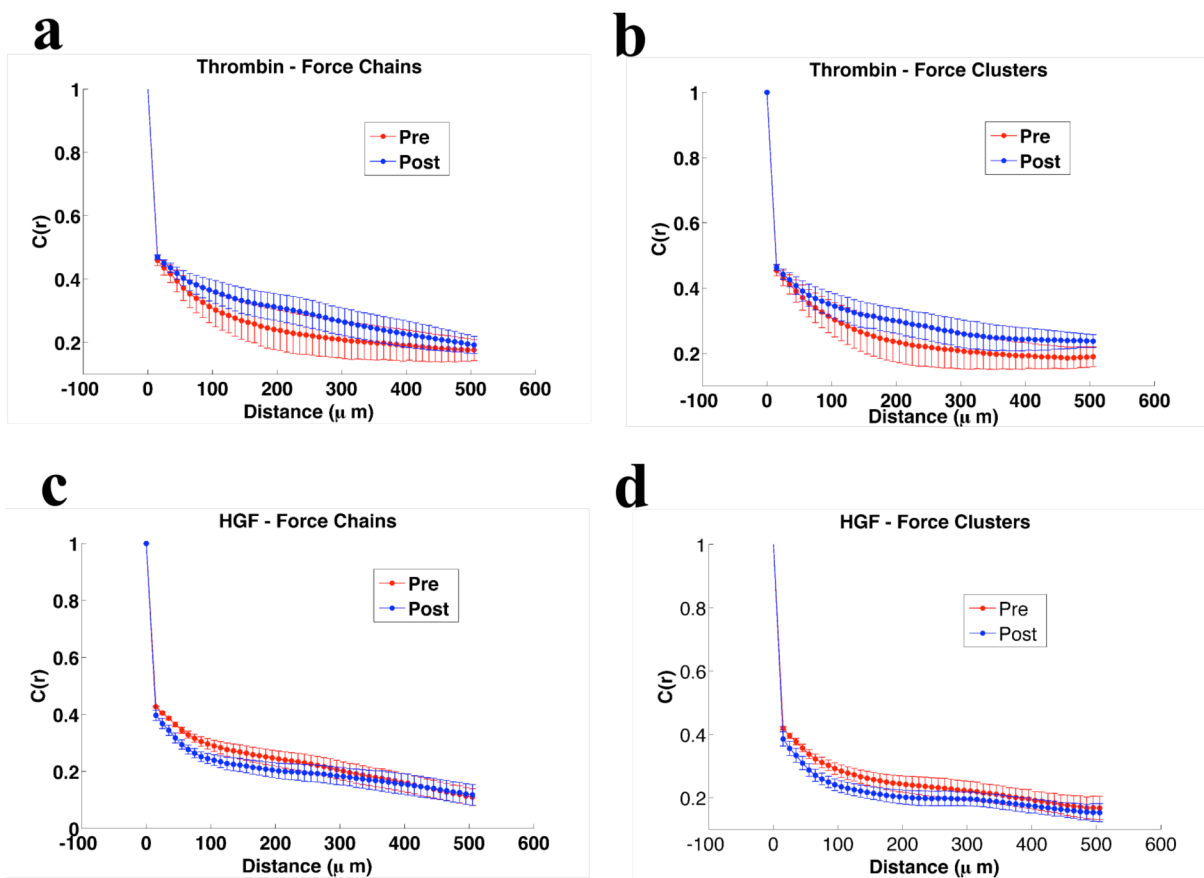 a
Thrombin - Force Chains
1
0.8
0.6
0.4
0.2
C(r)
Pre
Post
-100 0 100 200 300 400 500 600
Distance (μ m)
b
Thrombin - Force Clusters
1
0.8
0.6
0.4
0.2
C(r)
Pre
Post
-100 0 100 200 300 400 500 600
Distance (μ m)
c
HGF - Force Chains
1
0.8
0.6
0.4
0.2
0
C(r)
Pre
Post
-100 0 100 200 300 400 500 600
Distance (μ m)
d
HGF - Force Clusters
1
0.8
0.6
0.4
0.2
C(r)
Pre
Post
-100 0 100 200 300 400 500 600
Distance (μ m)